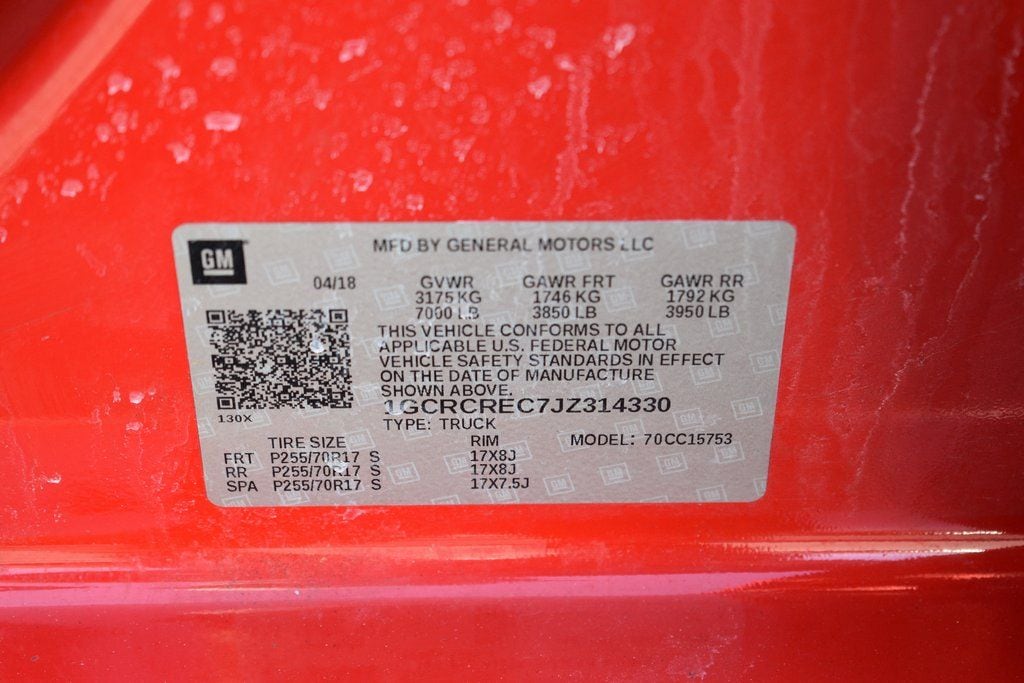 GM
MFD BY GENERAL MOTORS LLC
04/18 GVWR GAWR FRT GAWR RR
3175 KG 1746 KG 1792 KG
7000 LB 3850 LB 3950 LB
THIS VEHICLE CONFORMS TO ALL
APPLICABLE U.S. FEDERAL MOTOR
VEHICLE SAFETY STANDARDS IN EFFECT
ON THE DATE OF MANUFACTURE
SHOWN ABOVE.
1GCRCREC7JZ314330
130X
TYPE: TRUCK
TIRE SIZE RIM MODEL: 70CC15753
FRT P255/70R17 S 17X8J
RR P255/70R17 S 17X8J
SPA P255/70R17 S 17X7.5J